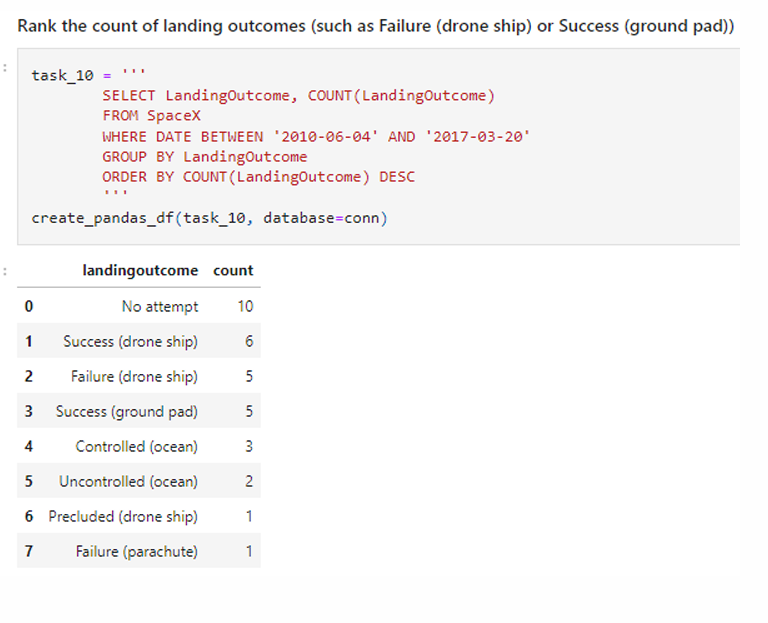 Rank the count of landing outcomes (such as Failure (drone ship) or Success (ground pad))
:
task_10 = '''
SELECT LandingOutcome, COUNT(LandingOutcome)
FROM SpaceX
WHERE DATE BETWEEN '2010-06-04' AND '2017-03-20'
GROUP BY LandingOutcome
ORDER BY COUNT(LandingOutcome) DESC
'''
create_pandas_df(task_10, database=conn)
:
landingoutcome count
0 No attempt 10
1 Success (drone ship) 6
2 Failure (drone ship) 5
3 Success (ground pad) 5
4 Controlled (ocean) 3
5 Uncontrolled (ocean) 2
6 Precluded (drone ship) 1
7 Failure (parachute) 1